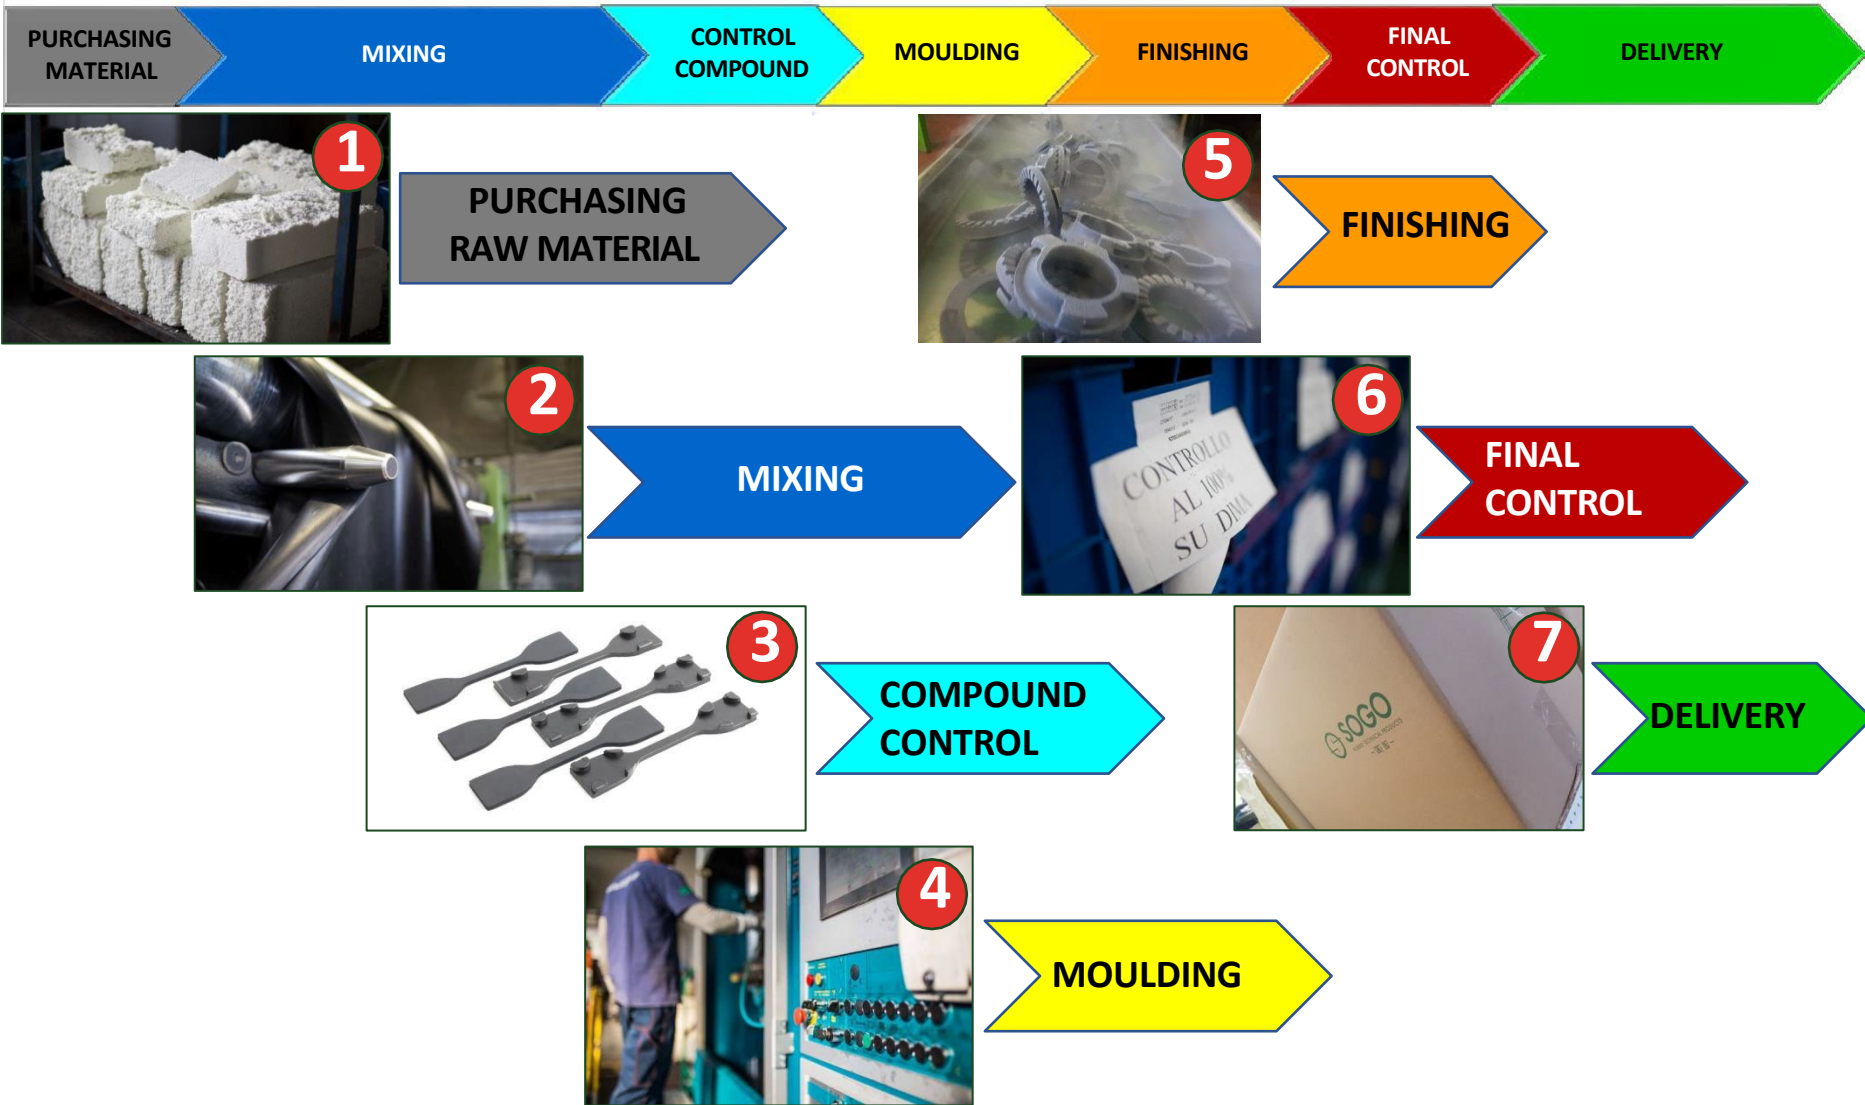 PURCHASING
MATERIAL
MIXING
CONTROL
COMPOUND
MOULDING
FINISHING
FINAL
CONTROL
DELIVERY
1
PURCHASING
RAW MATERIAL
5
FINISHING
2
MIXING
6
CONTROLLO
AL 100%
SU DIMA
FINAL
CONTROL
3
COMPOUND
CONTROL
7
SOGO
DELIVERY
4
MOULDING